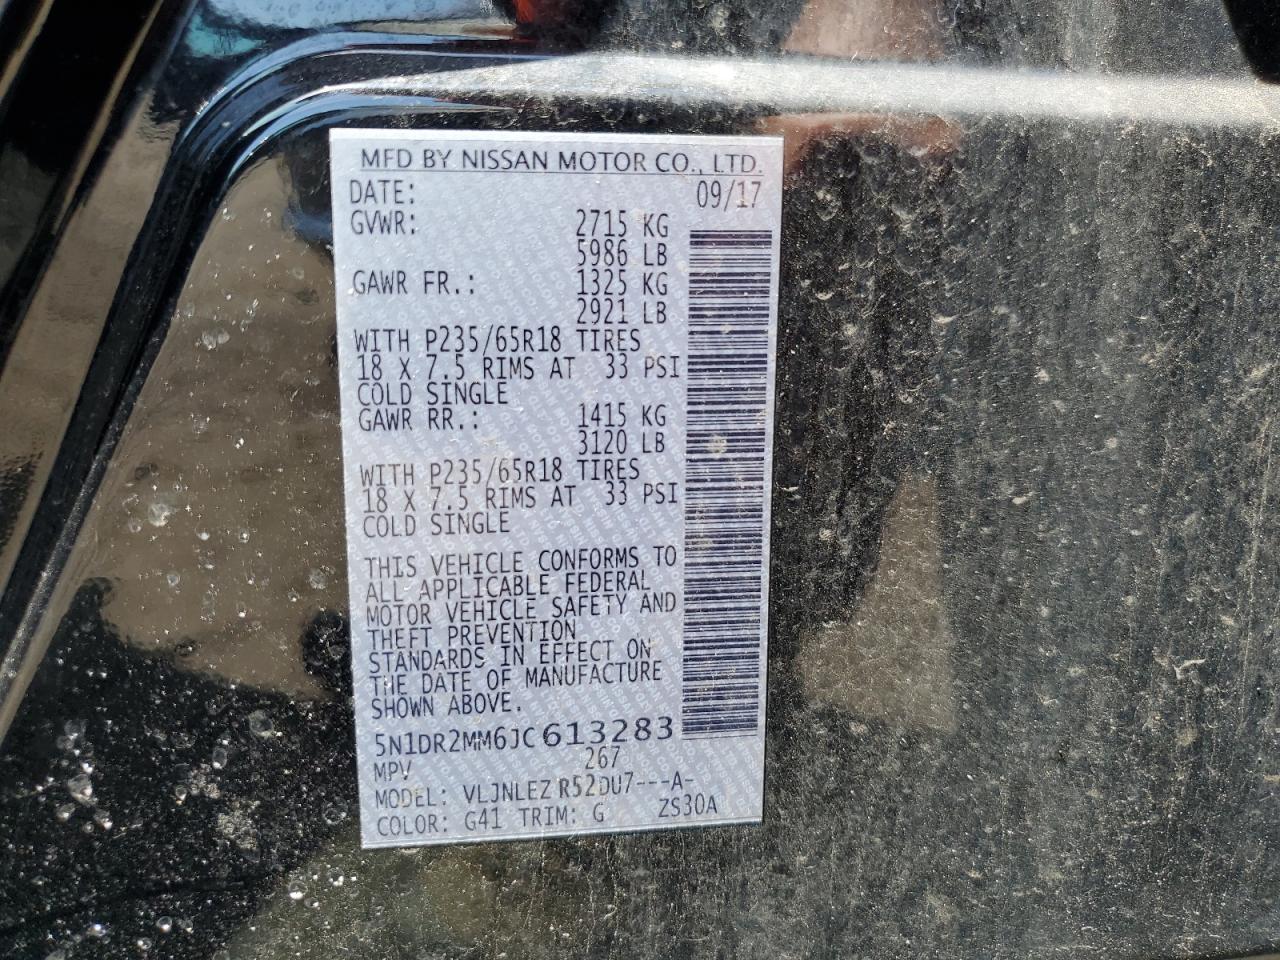 MFD BY NISSAN MOTOR CO., LTD.
DATE: 09/17
GVWR: 2715 KG
5986 LB
GAWR FR.: 1325 KG
2921 LB
WITH P235/65R18 TIRES
18 X 7.5 RIMS AT 33 PSI
COLD SINGLE
GAWR RR.: 1415 KG
3120 LB
WITH P235/65R18 TIRES
18 X 7.5 RIMS AT 33 PSI
COLD SINGLE
THIS VEHICLE CONFORMS TO
ALL APPLICABLE FEDERAL
MOTOR VEHICLE SAFETY AND
THEFT PREVENTION
STANDARDS IN EFFECT ON
THE DATE OF MANUFACTURE
SHOWN ABOVE.
5N1DR2MM6JC613283
MPV 267
MODEL: VLJNLEZ R52DU7---A-
COLOR: G41 TRIM: G ZS30A